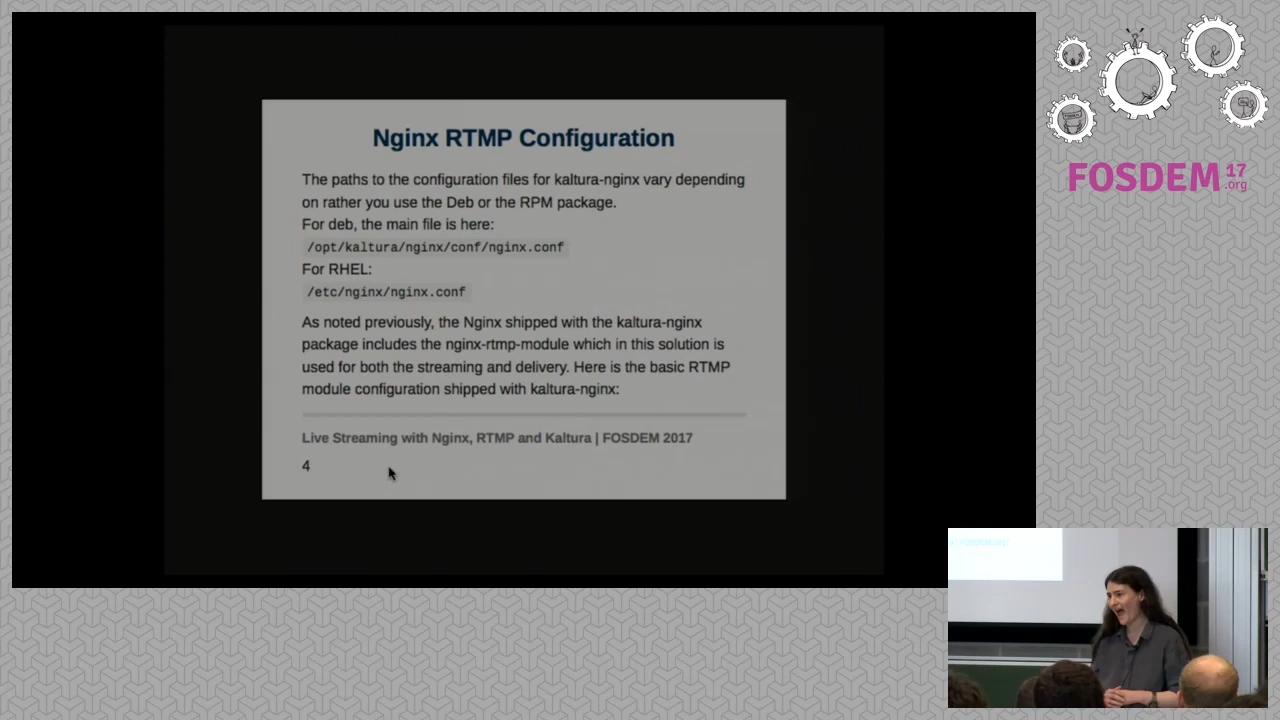 Nginx RTMP Configuration
The paths to the configuration files for kaltura-nginx vary depending
on rather you use the Deb or the RPM package.
For deb, the main file is here:
/opt/kaltura/nginx/conf/nginx.conf
For RHEL:
/etc/nginx/nginx.conf
As noted previously, the Nginx shipped with the kaltura-nginx
package includes the nginx-rtmp-module which in this solution is
used for both the streaming and delivery. Here is the basic RTMP
module configuration shipped with kaltura-nginx:
Live Streaming with Nginx, RTMP and Kaltura | FOSDEM 2017
4
FOSDEM 17
.org
FOSDEM 2017